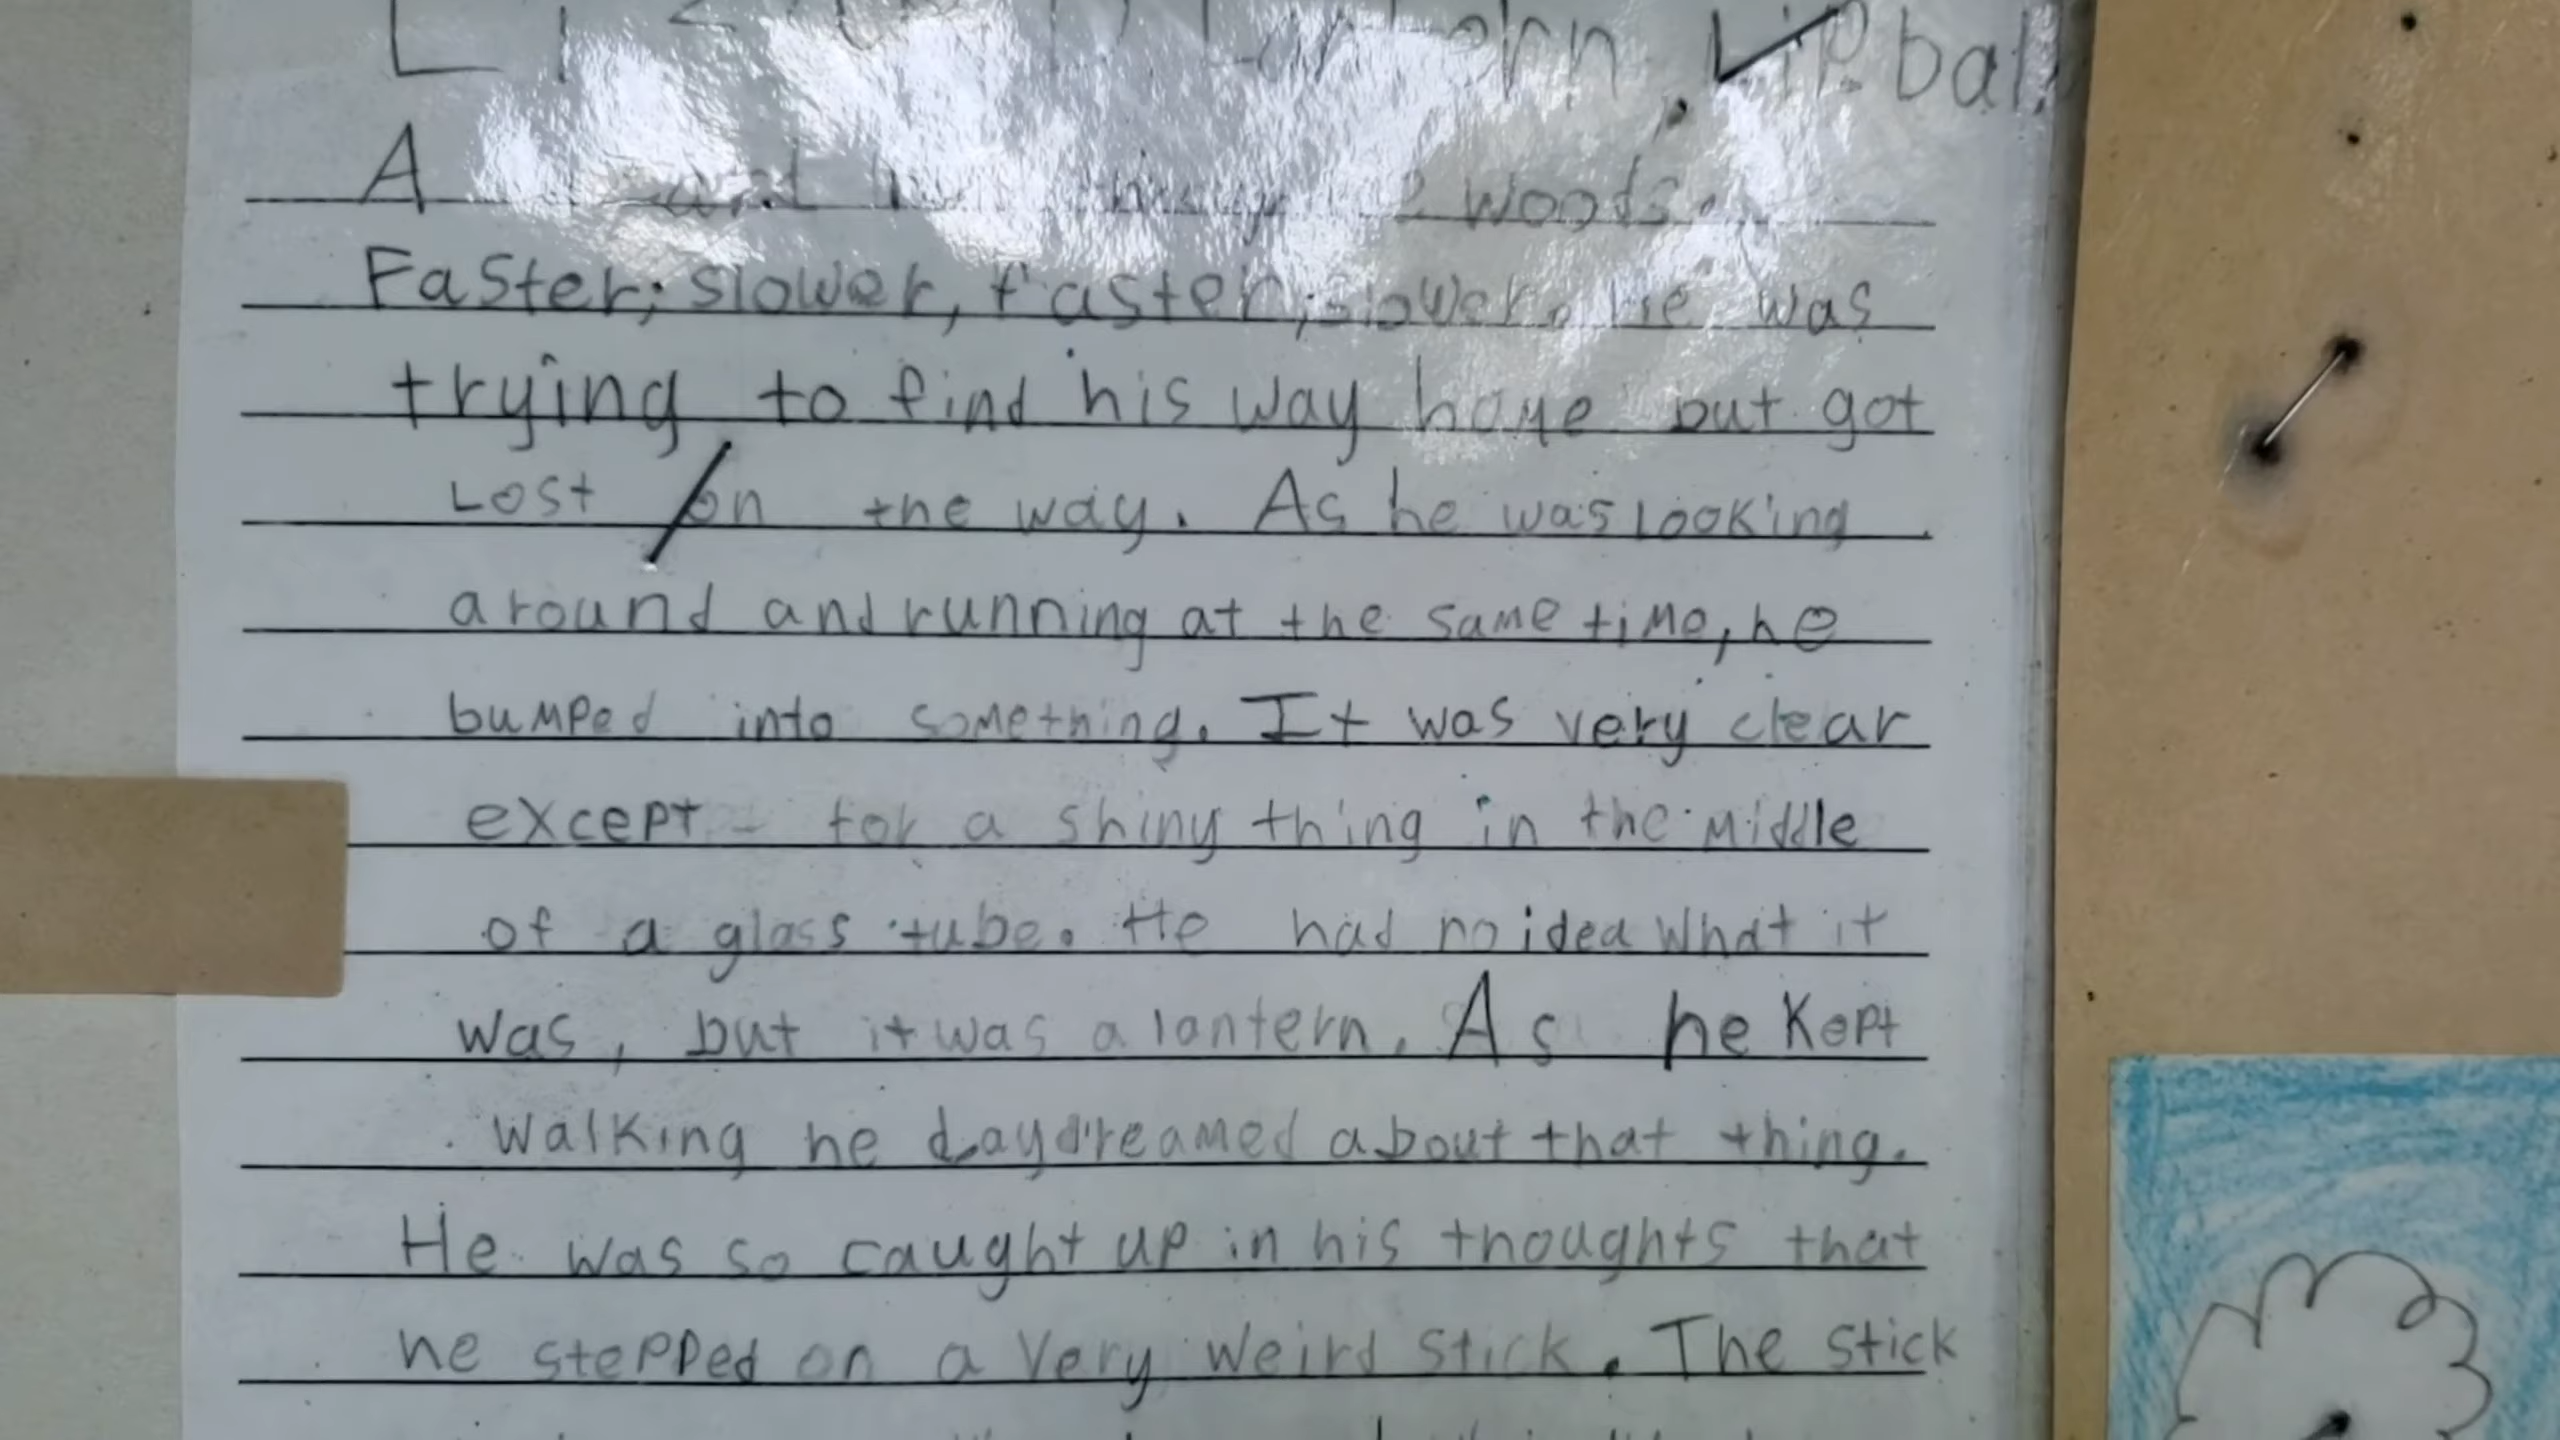 bal
A woods.
Faster; slower, faster; slower. He was
trying to find his way home but got
Lost on the way. As he was looking
around and running at the same time, he
bumped into something. It was very clear
except for a shiny thing in the middle
of a glass tube. He had no idea what it
was, but it was a lantern. As he kept
walking he daydreamed about that thing.
He was so caught up in his thoughts that
he stepped on a very weird stick. The stick